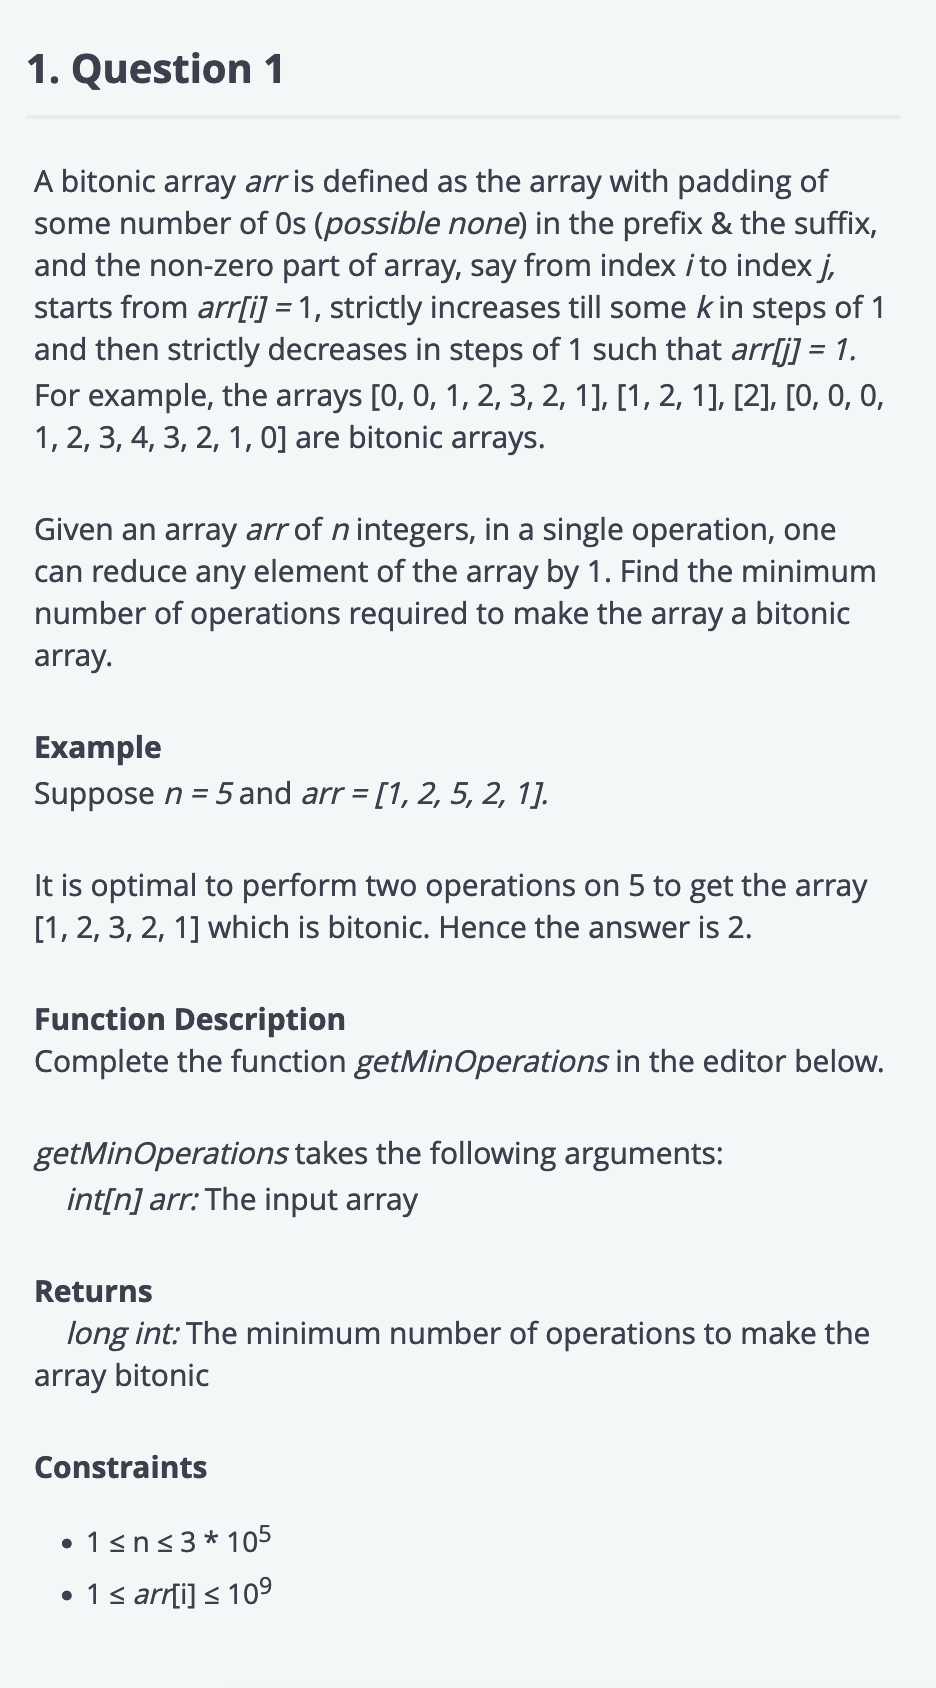 1. Question 1
A bitonic array arr is defined as the array with padding of
some number of 0s (possible none) in the prefix & the suffix,
and the non-zero part of array, say from index i to index j,
starts from arr[i] = 1, strictly increases till some k in steps of 1
and then strictly decreases in steps of 1 such that arr[j] = 1.
For example, the arrays [0, 0, 1, 2, 3, 2, 1], [1, 2, 1], [2], [0, 0, 0,
1, 2, 3, 4, 3, 2, 1, 0] are bitonic arrays.
Given an array arr of n integers, in a single operation, one
can reduce any element of the array by 1. Find the minimum
number of operations required to make the array a bitonic
array.
Example
Suppose n = 5 and arr = [1, 2, 5, 2, 1].
It is optimal to perform two operations on 5 to get the array
[1, 2, 3, 2, 1] which is bitonic. Hence the answer is 2.
Function Description
Complete the function getMinOperations in the editor below.
getMinOperations takes the following arguments:
int[n] arr: The input array
Returns
long int: The minimum number of operations to make the
array bitonic
Constraints
• 1 ≤ n ≤ 3 * 10⁵
• 1 ≤ arr[i] ≤ 10⁹